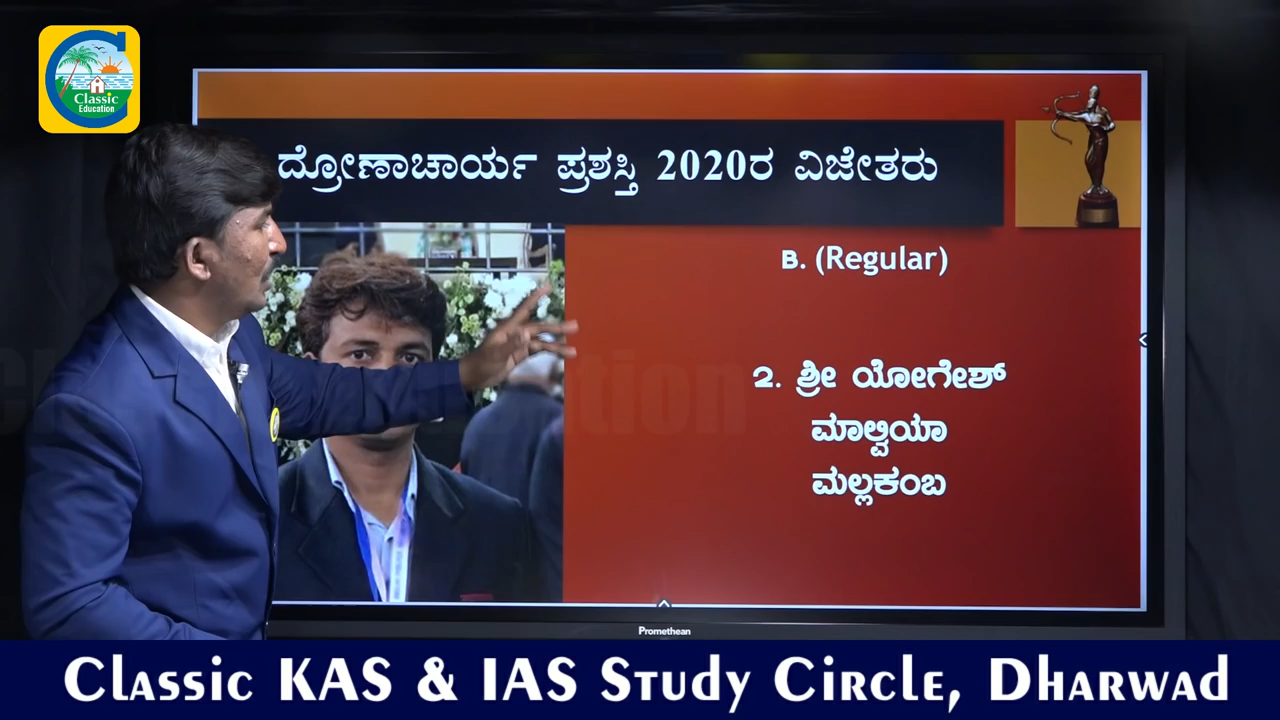 Classic
Education
ದ್ರೋಣಾಚಾರ್ಯ ಪ್ರಶಸ್ತಿ 2020ರ ವಿಜೇತರು
B. (Regular)
2. ಶ್ರೀ ಯೋಗೇಶ್
ಮಾಲ್ವಿಯಾ
ಮಲ್ಲಕಂಬ
Promethean
Classic KAS & IAS Study Circle, Dharwad